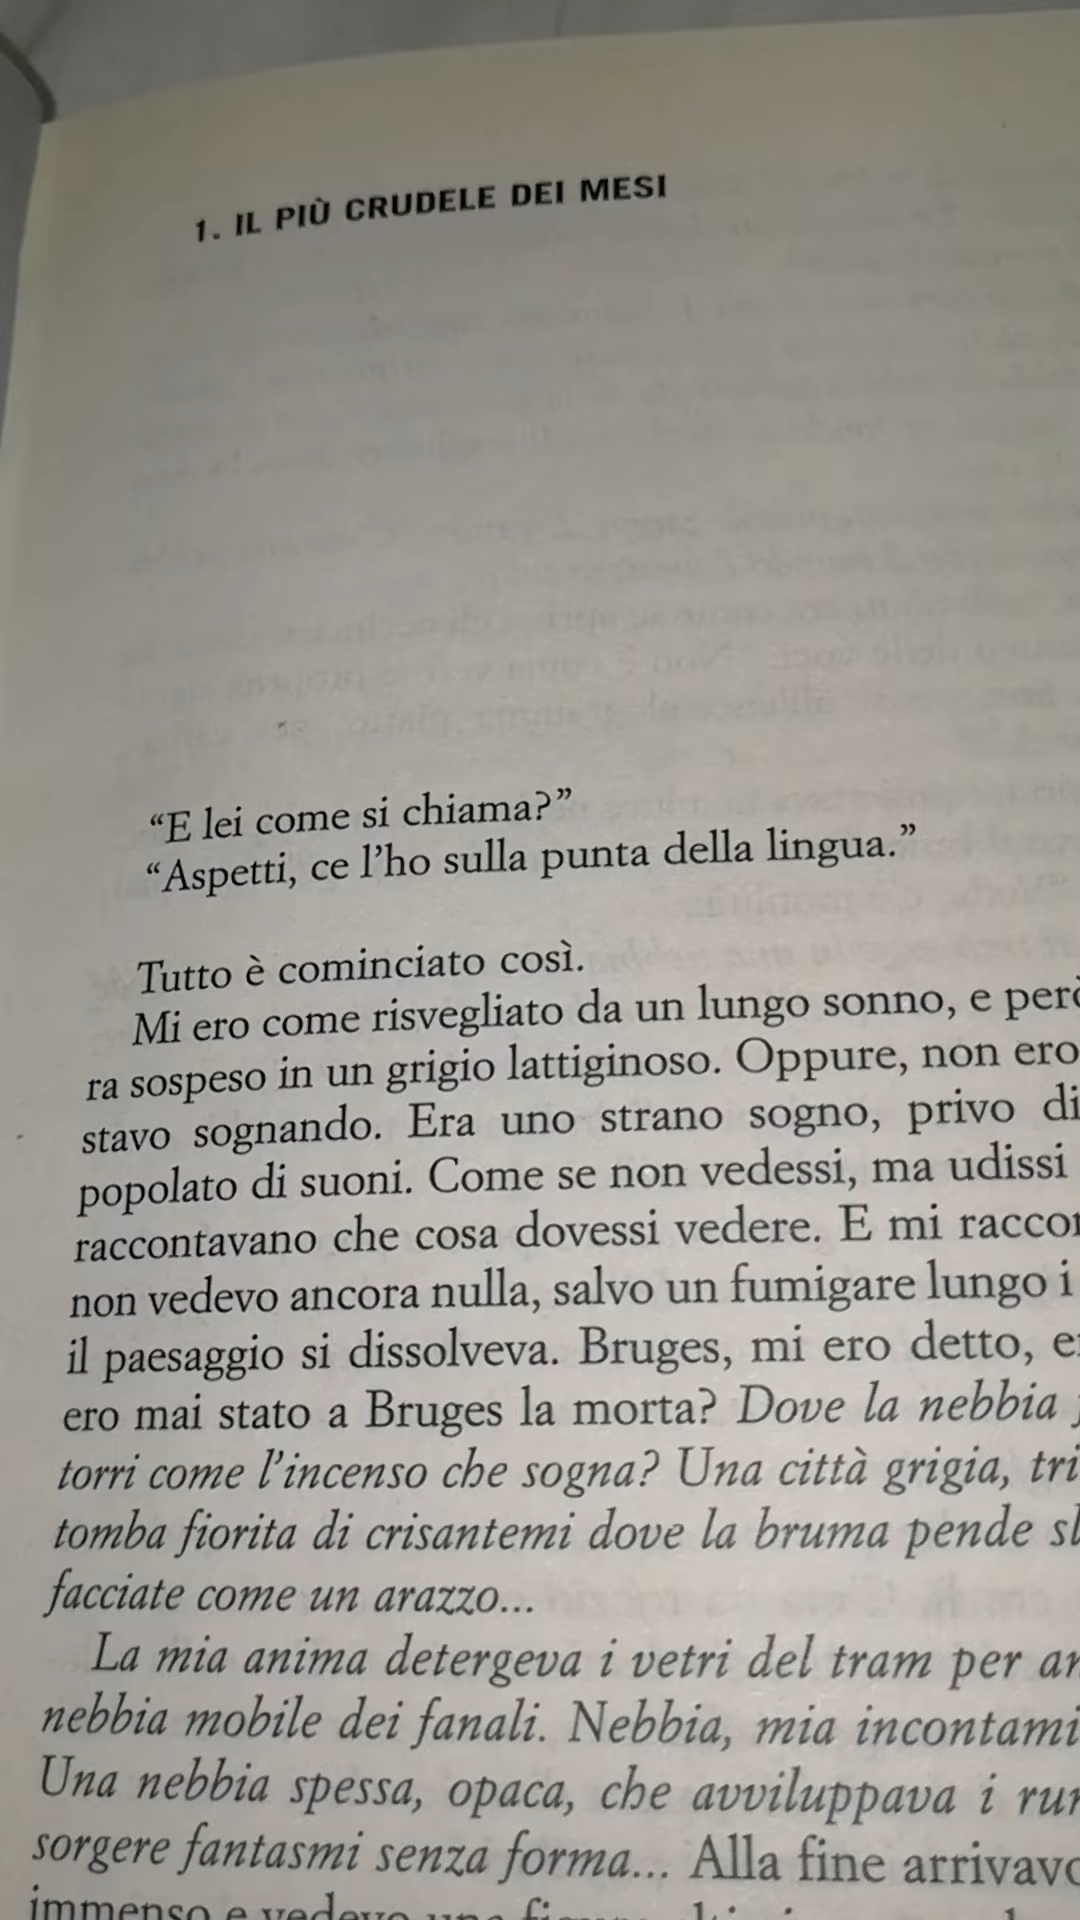 1. IL PIÙ CRUDELE DEI MESI
“E lei come si chiama?”
“Aspetti, ce l’ho sulla punta della lingua.”
Tutto è cominciato così.
Mi ero come risvegliato da un lungo sonno, e però
ra sospeso in un grigio lattiginoso. Oppure, non ero
stavo sognando. Era uno strano sogno, privo di
popolato di suoni. Come se non vedessi, ma udissi
raccontavano che cosa dovessi vedere. E mi raccon
non vedevo ancora nulla, salvo un fumigare lungo i
il paesaggio si dissolveva. Bruges, mi ero detto, e
ero mai stato a Bruges la morta? Dove la nebbia
torri come l’incenso che sogna? Una città grigia, tri
tomba fiorita di crisantemi dove la bruma pende sl
facciate come un arazzo...
La mia anima detergeva i vetri del tram per an
nebbia mobile dei fanali. Nebbia, mia incontami
Una nebbia spessa, opaca, che avviluppava i rum
sorgere fantasmi senza forma... Alla fine arrivavo
immenso e vedevo una